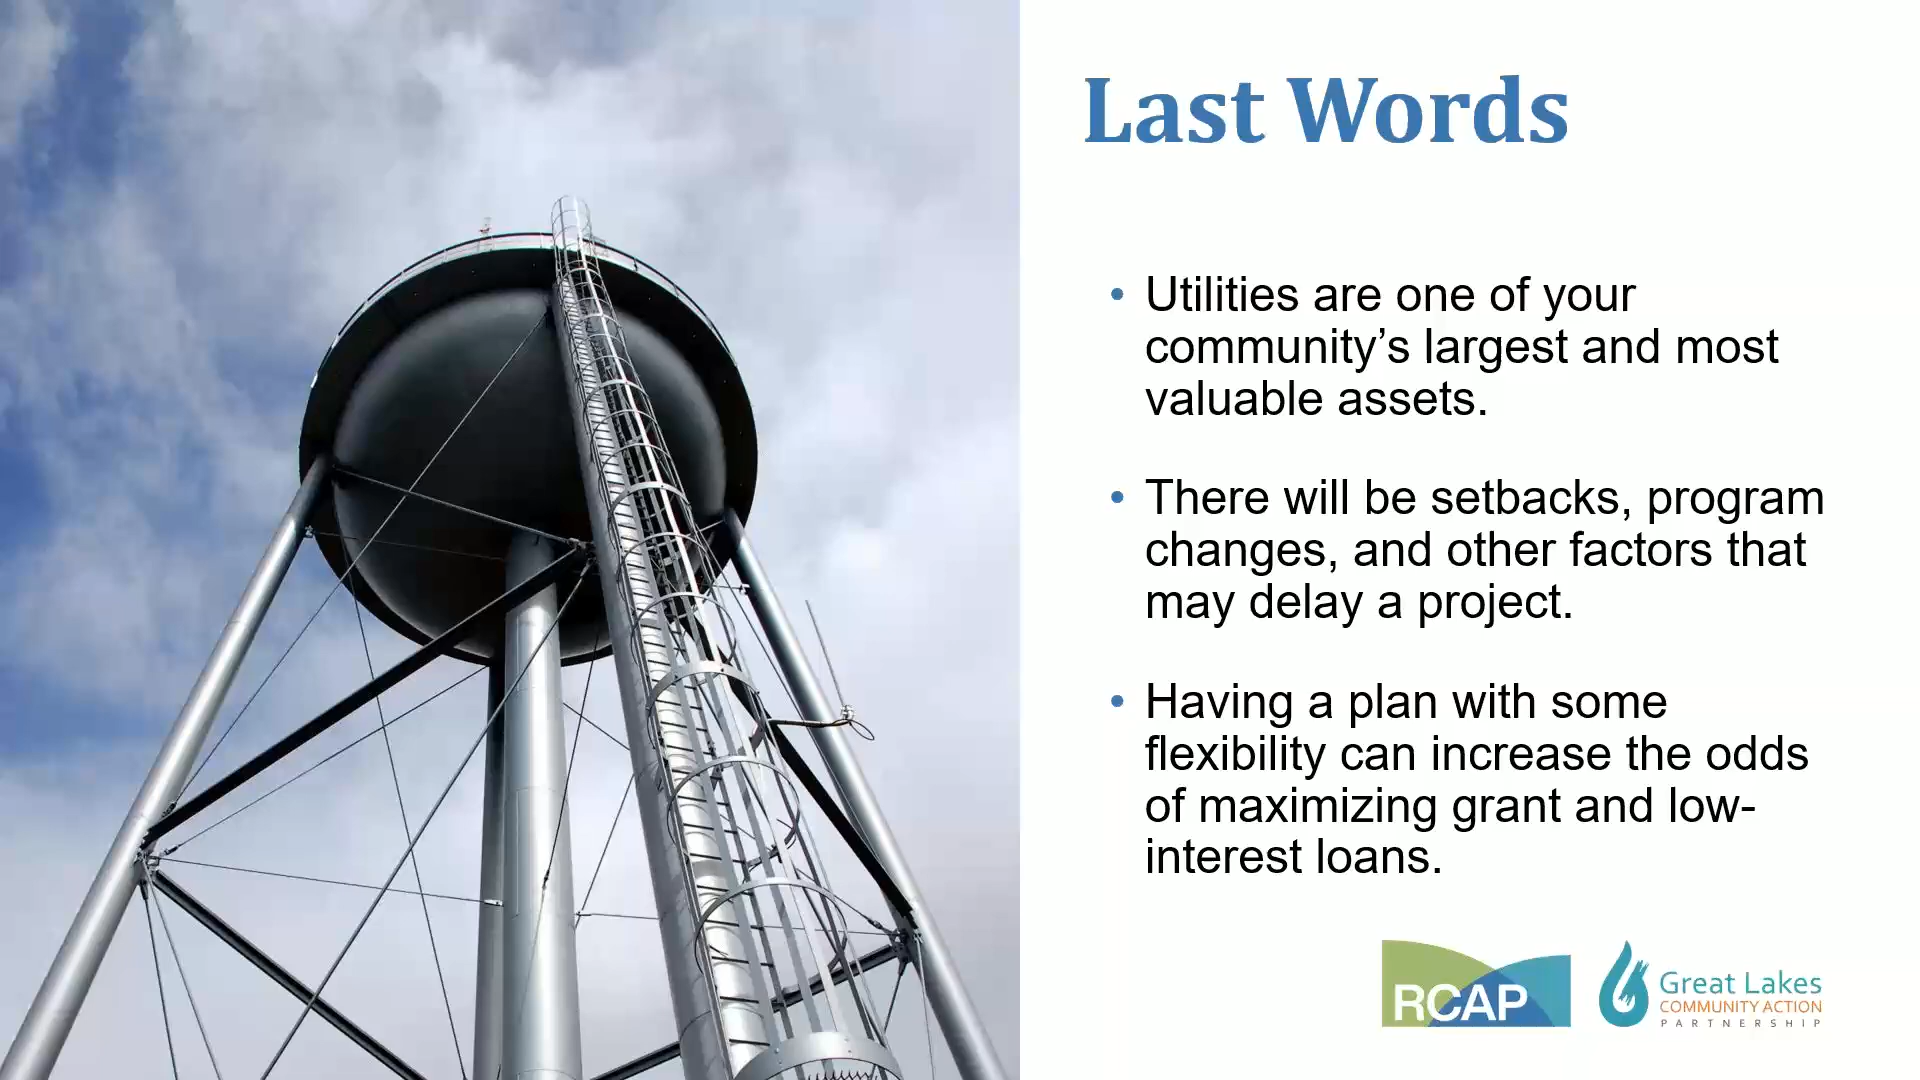 Last Words
• Utilities are one of your
community’s largest and most
valuable assets.
• There will be setbacks, program
changes, and other factors that
may delay a project.
• Having a plan with some
flexibility can increase the odds
of maximizing grant and low-
interest loans.
RCAP
Great Lakes
COMMUNITY ACTION
PARTNERSHIP